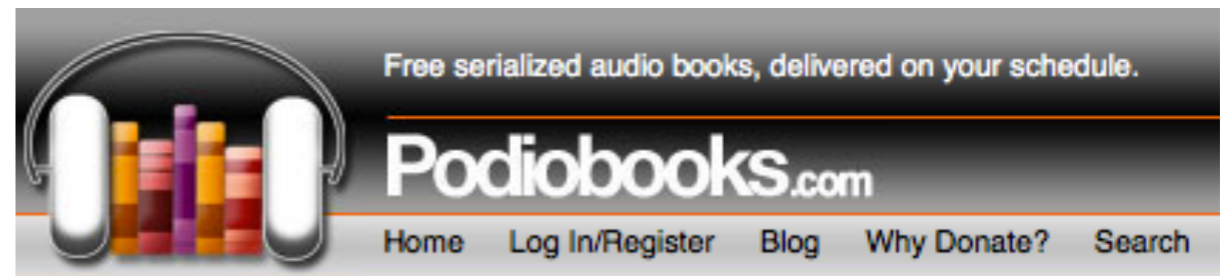 Free serialized audio books, delivered on your schedule.
Podiobooks.com
Home Log In/Register Blog Why Donate? Search